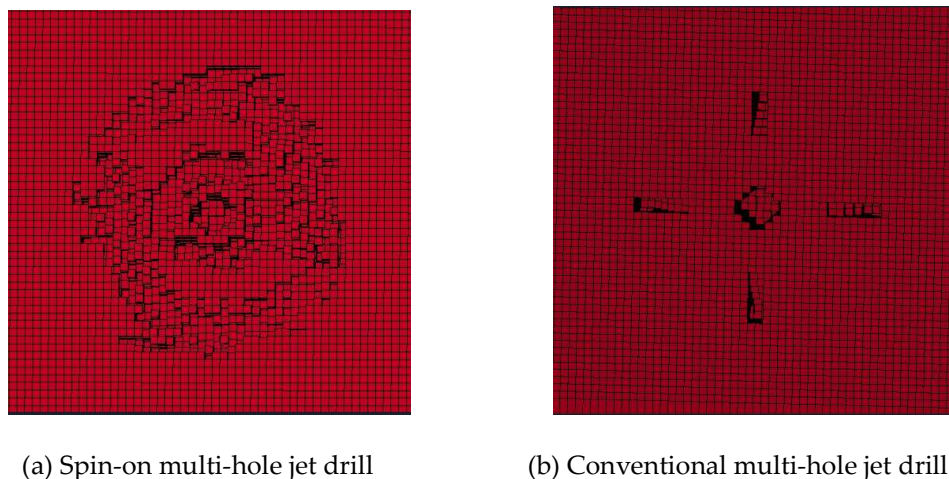 (a) Spin-on multi-hole jet drill
(b) Conventional multi-hole jet drill